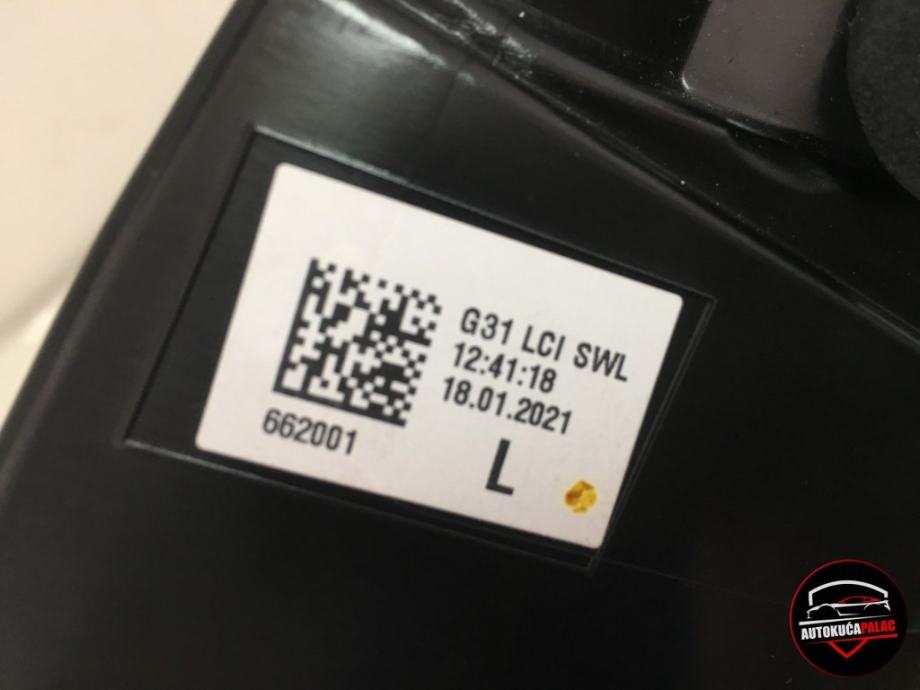 G31 LCI SWL
12:41:18
18.01.2021
662001
L
AUTOKUĆAPALAC